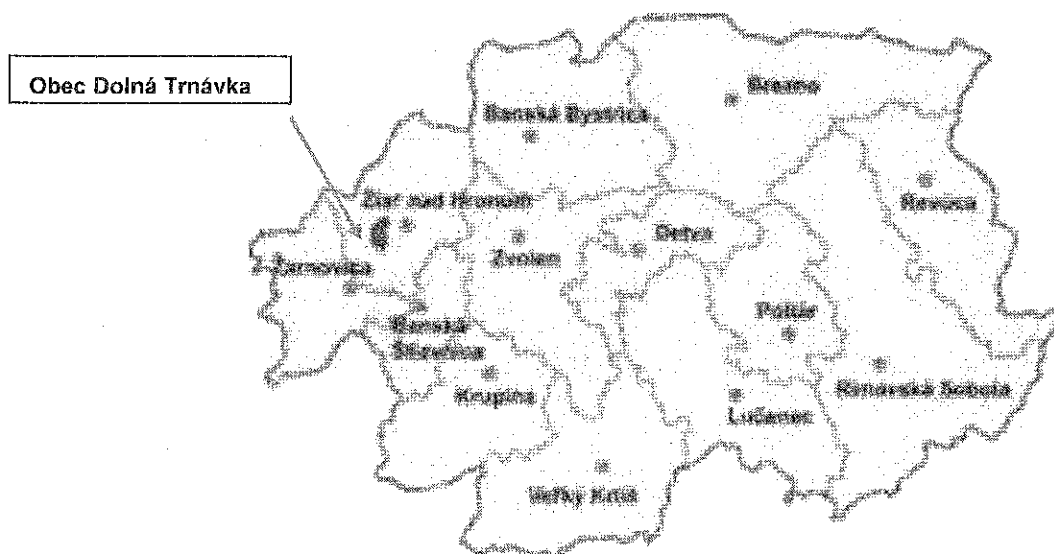 Obec Dolná Trnávka
Brezno
Banská Bystrica
Revúca
Žiar nad Hronom
Detva
Zvolen
Žarnovica
Poltár
Banská
Štiavnica
Krupina
Rimavská Sobota
Lučenec
Veľký Krtíš